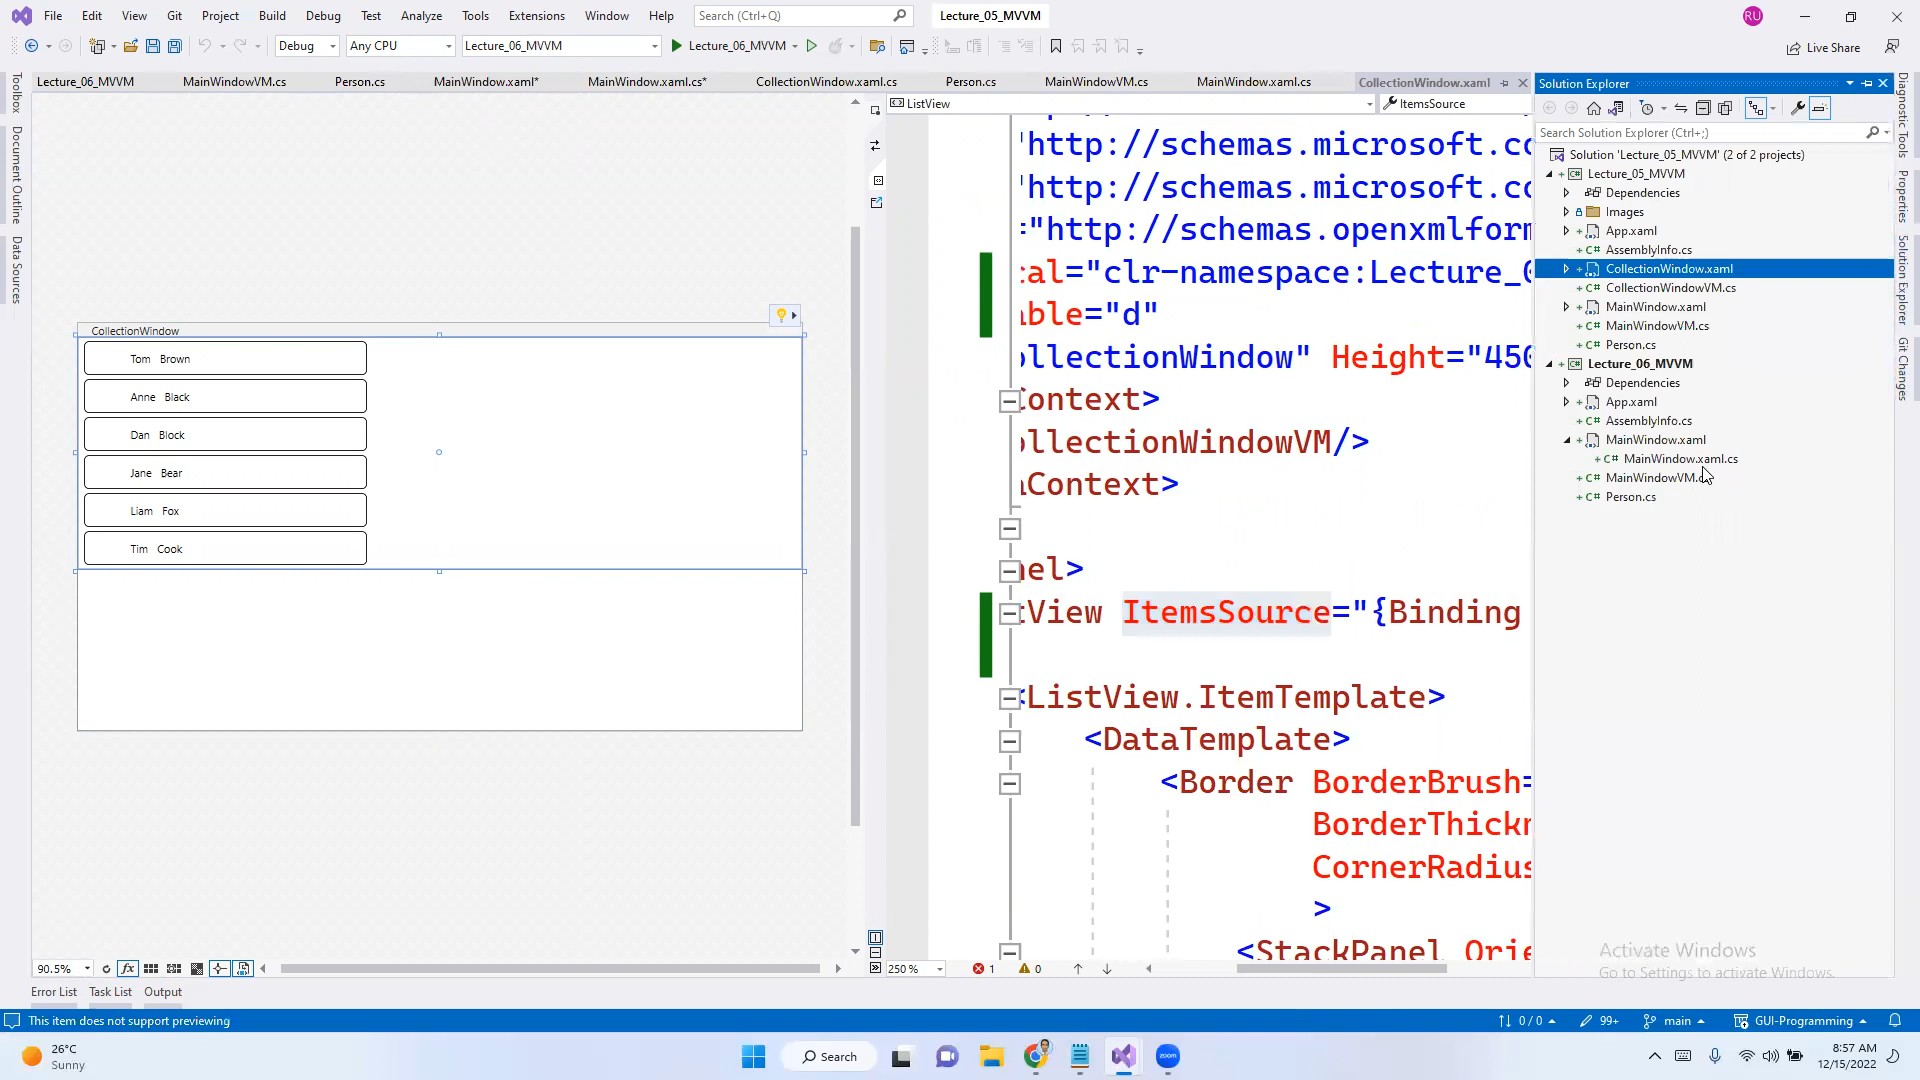 File Edit View Git Project Build Debug Test Analyze Tools Extensions Window Help Search (Ctrl+Q) Lecture_05_MVVM RU
Debug Any CPU Lecture_06_MVVM Lecture_06_MVVM Live Share
Lecture_06_MVVM MainWindowVM.cs Person.cs MainWindow.xaml* MainWindow.xaml.cs* CollectionWindow.xaml.cs Person.cs MainWindowVM.cs MainWindow.xaml.cs CollectionWindow.xaml
Toolbox
Document Outline
Data Sources
CollectionWindow
Tom Brown
Anne Black
Dan Block
Jane Bear
Liam Fox
Tim Cook
90.5%
ListView ItemsSource
"http://schemas.microsoft.co
"http://schemas.microsoft.co
="http://schemas.openxmlform
cal="clr-namespace:Lecture_0
able="d"
ollectionWindow" Height="450
Context>
ollectionWindowVM/>
aContext>
nel>
tView ItemsSource="{Binding
<ListView.ItemTemplate>
<DataTemplate>
<Border BorderBrush=
BorderThickn
CornerRadius
>
<StackPanel Orie
250 % 1 0
Solution Explorer
Search Solution Explorer (Ctrl+;)
Solution 'Lecture_05_MVVM' (2 of 2 projects)
Lecture_05_MVVM
Dependencies
Images
App.xaml
AssemblyInfo.cs
CollectionWindow.xaml
CollectionWindowVM.cs
MainWindow.xaml
MainWindowVM.cs
Person.cs
Lecture_06_MVVM
Dependencies
App.xaml
AssemblyInfo.cs
MainWindow.xaml
MainWindow.xaml.cs
MainWindowVM.c
Person.cs
Diagnostic Tools
Properties
Solution Explorer
Git Changes
Activate Windows
Go to Settings to activate Windows.
Error List Task List Output
This item does not support previewing 0 / 0 99+ main GUI-Programming
26°C
Sunny
Search
zoom
8:57 AM
12/15/2022